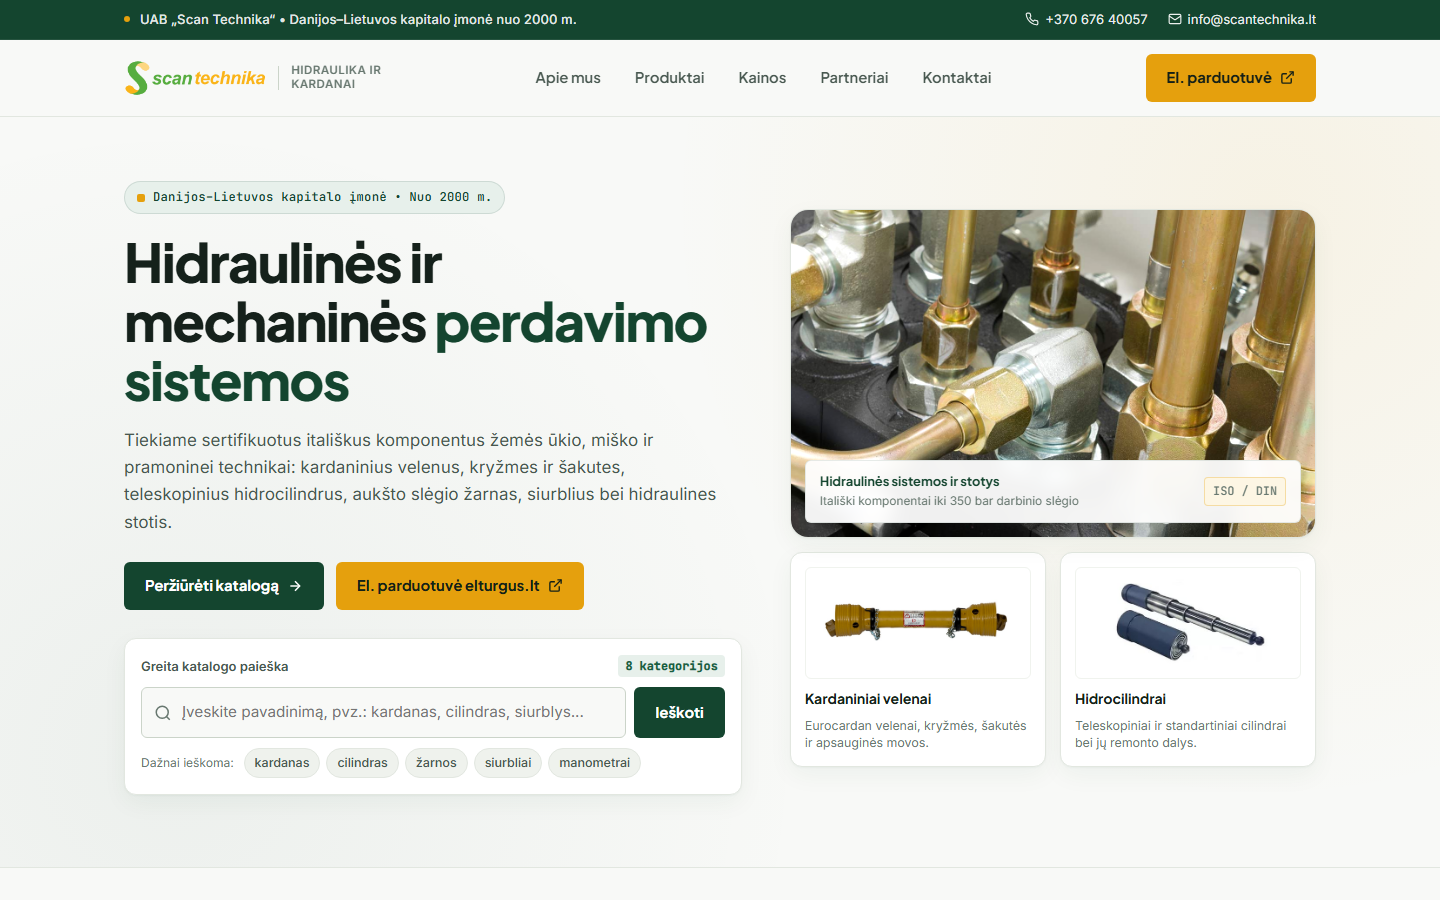 UAB „Scan Technika“ • Danijos–Lietuvos kapitalo įmonė nuo 2000 m.
+370 676 40057
info@scantechnika.lt
scan technika
HIDRAULIKA IR
KARDANAI
Apie mus
Produktai
Kainos
Partneriai
Kontaktai
El. parduotuvė
Danijos–Lietuvos kapitalo įmonė • Nuo 2000 m.
Hidraulinės ir
mechaninės perdavimo
sistemos
Tiekiame sertifikuotus itališkus komponentus žemės ūkio, miško ir
pramoninei technikai: kardaninius velenus, kryžmes ir šakutes,
teleskopinius hidrocilindrus, aukšto slėgio žarnas, siurblius bei hidraulines
stotis.
Peržiūrėti katalogą
El. parduotuvė elturgus.lt
Greita katalogo paieška
8 kategorijos
Įveskite pavadinimą, pvz.: kardanas, cilindras, siurblys...
Ieškoti
Dažnai ieškoma:
kardanas
cilindras
žarnos
siurbliai
manometrai
Hidraulinės sistemos ir stotys
Itališki komponentai iki 350 bar darbinio slėgio
ISO / DIN
Kardaniniai velenai
Eurocardan velenai, kryžmės, šakutės
ir apsauginės movos.
Hidrocilindrai
Teleskopiniai ir standartiniai cilindrai
bei jų remonto dalys.